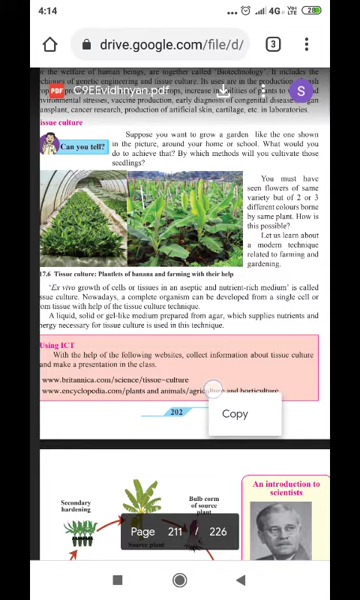 4:14
4G
VoLTE
28
drive.google.com/file/d/
3
for the welfare of human beings, are together called 'Biotechnology'. It includes the
techniques of genetic engineering and tissue culture. Its uses are in the production of
PDF C9EEvidhnyan.pdf
S
environmental stresses, vaccine production, early diagnosis of congenital disease
transplant, cancer research, production of artificial skin, cartilage, etc. in laboratories.
Tissue culture
Can you tell?
Suppose you want to grow a garden like the one shown
in the picture, around your home or school. What would you
do to achieve that? By which methods will you cultivate those
seedlings?
You must have
seen flowers of same
variety but of 2 or 3
different colours borne
by same plant. How is
this possible?
Let us learn about
a modern technique
related to farming and
gardening.
17.6 Tissue culture: Plantlets of banana and farming with their help
'Ex vivo growth of cells or tissues in an aseptic and nutrient-rich medium' is called
tissue culture. Nowadays, a complete organism can be developed from a single cell or
from tissue with help of the tissue culture technique.
A liquid, solid or gel-like medium prepared from agar, which supplies nutrients and
energy necessary for tissue culture is used in this technique.
Using ICT
With the help of the following websites, collect information about tissue culture
and make a presentation in the class.
www.britannica.com/science/tissue-culture
www.encyclopedia.com/plants and animals/agriculture and horticulture
202
Copy
An introduction to
scientists
Secondary
hardening
Bulb corm
of source
plant
Page 211 / 226
Source plant